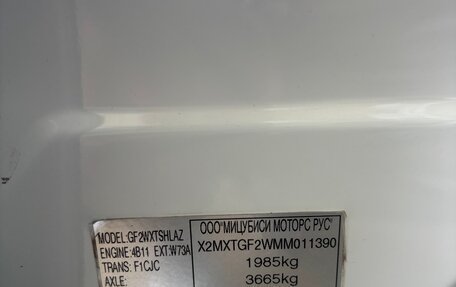 MODEL:GF2WXTSHLAZ
ENGINE:4B11 EXT:W73A
TRANS: F1CJC
AXLE:
ООО"МИЦУБИСИ МОТОРС РУС"
X2MXTGF2WMM011390
1985kg
3665kg